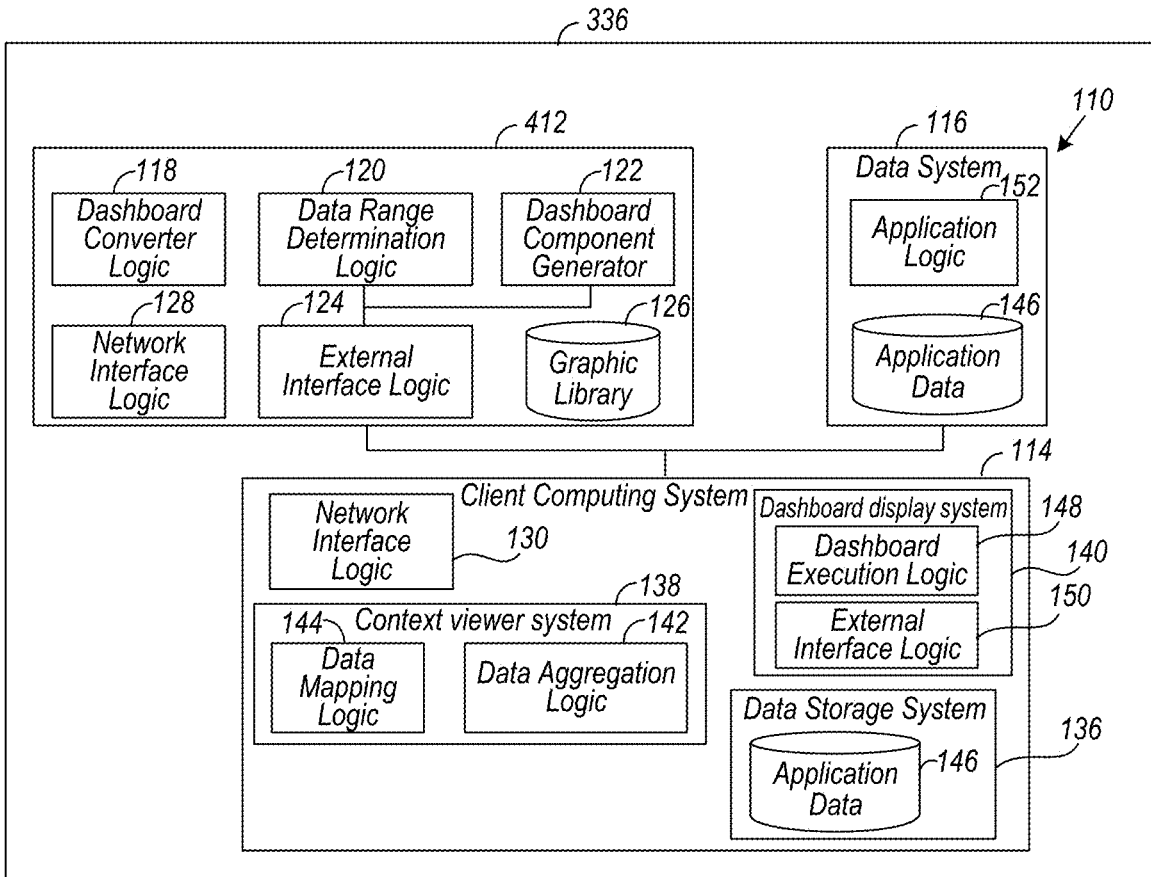 336
110
412
116
118
120
122
Data System
152
Dashboard
Converter
Logic
Data Range
Determination
Logic
Dashboard
Component
Generator
Application
Logic
128
124
126
146
Network
Interface
Logic
External
Interface Logic
Graphic
Library
Application
Data
114
Client Computing System
Network
Interface
Logic
130
Dashboard display system
148
Dashboard
Execution Logic
140
150
External
Interface Logic
138
Context viewer system
144
142
Data
Mapping
Logic
Data Aggregation
Logic
Data Storage System
136
146
Application
Data